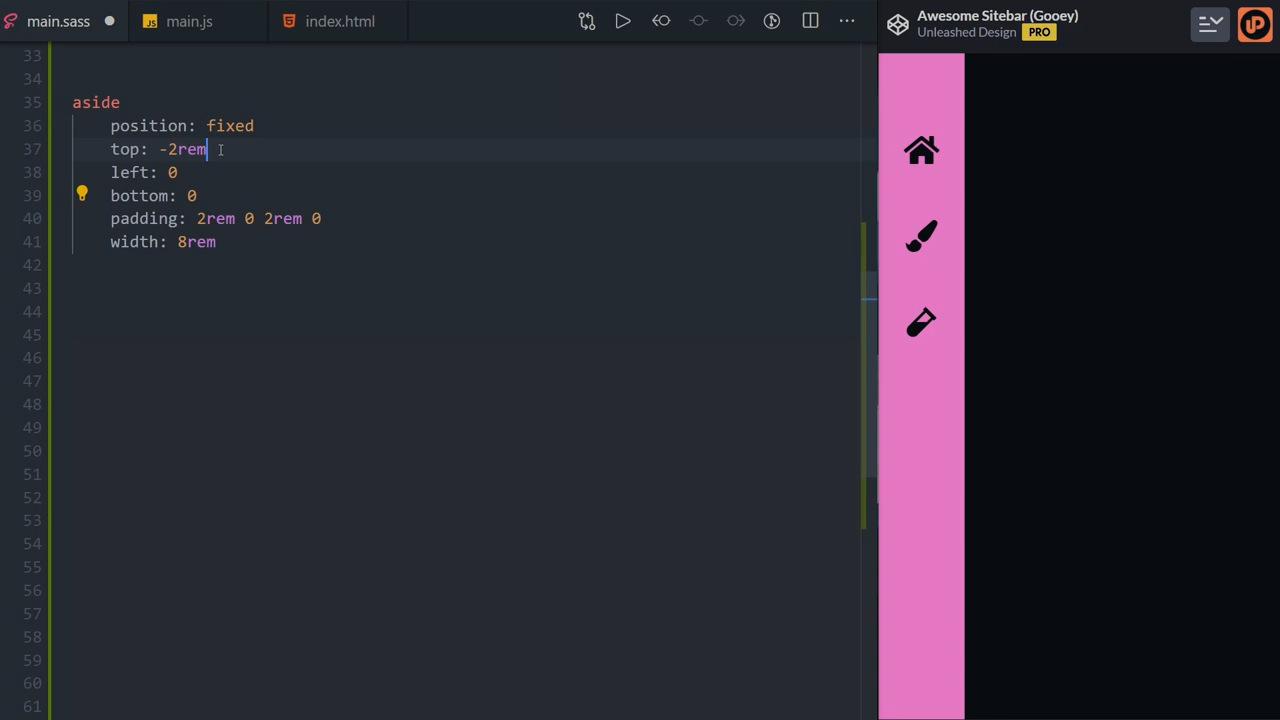 main.sass
JS main.js
index.html
Awesome Sitebar (Gooey)
Unleashed Design PRO
33
34
35 aside
36 position: fixed
37 top: -2rem
38 left: 0
39 bottom: 0
40 padding: 2rem 0 2rem 0
41 width: 8rem
42
43
44
45
46
47
48
49
50
51
52
53
54
55
56
57
58
59
60
61